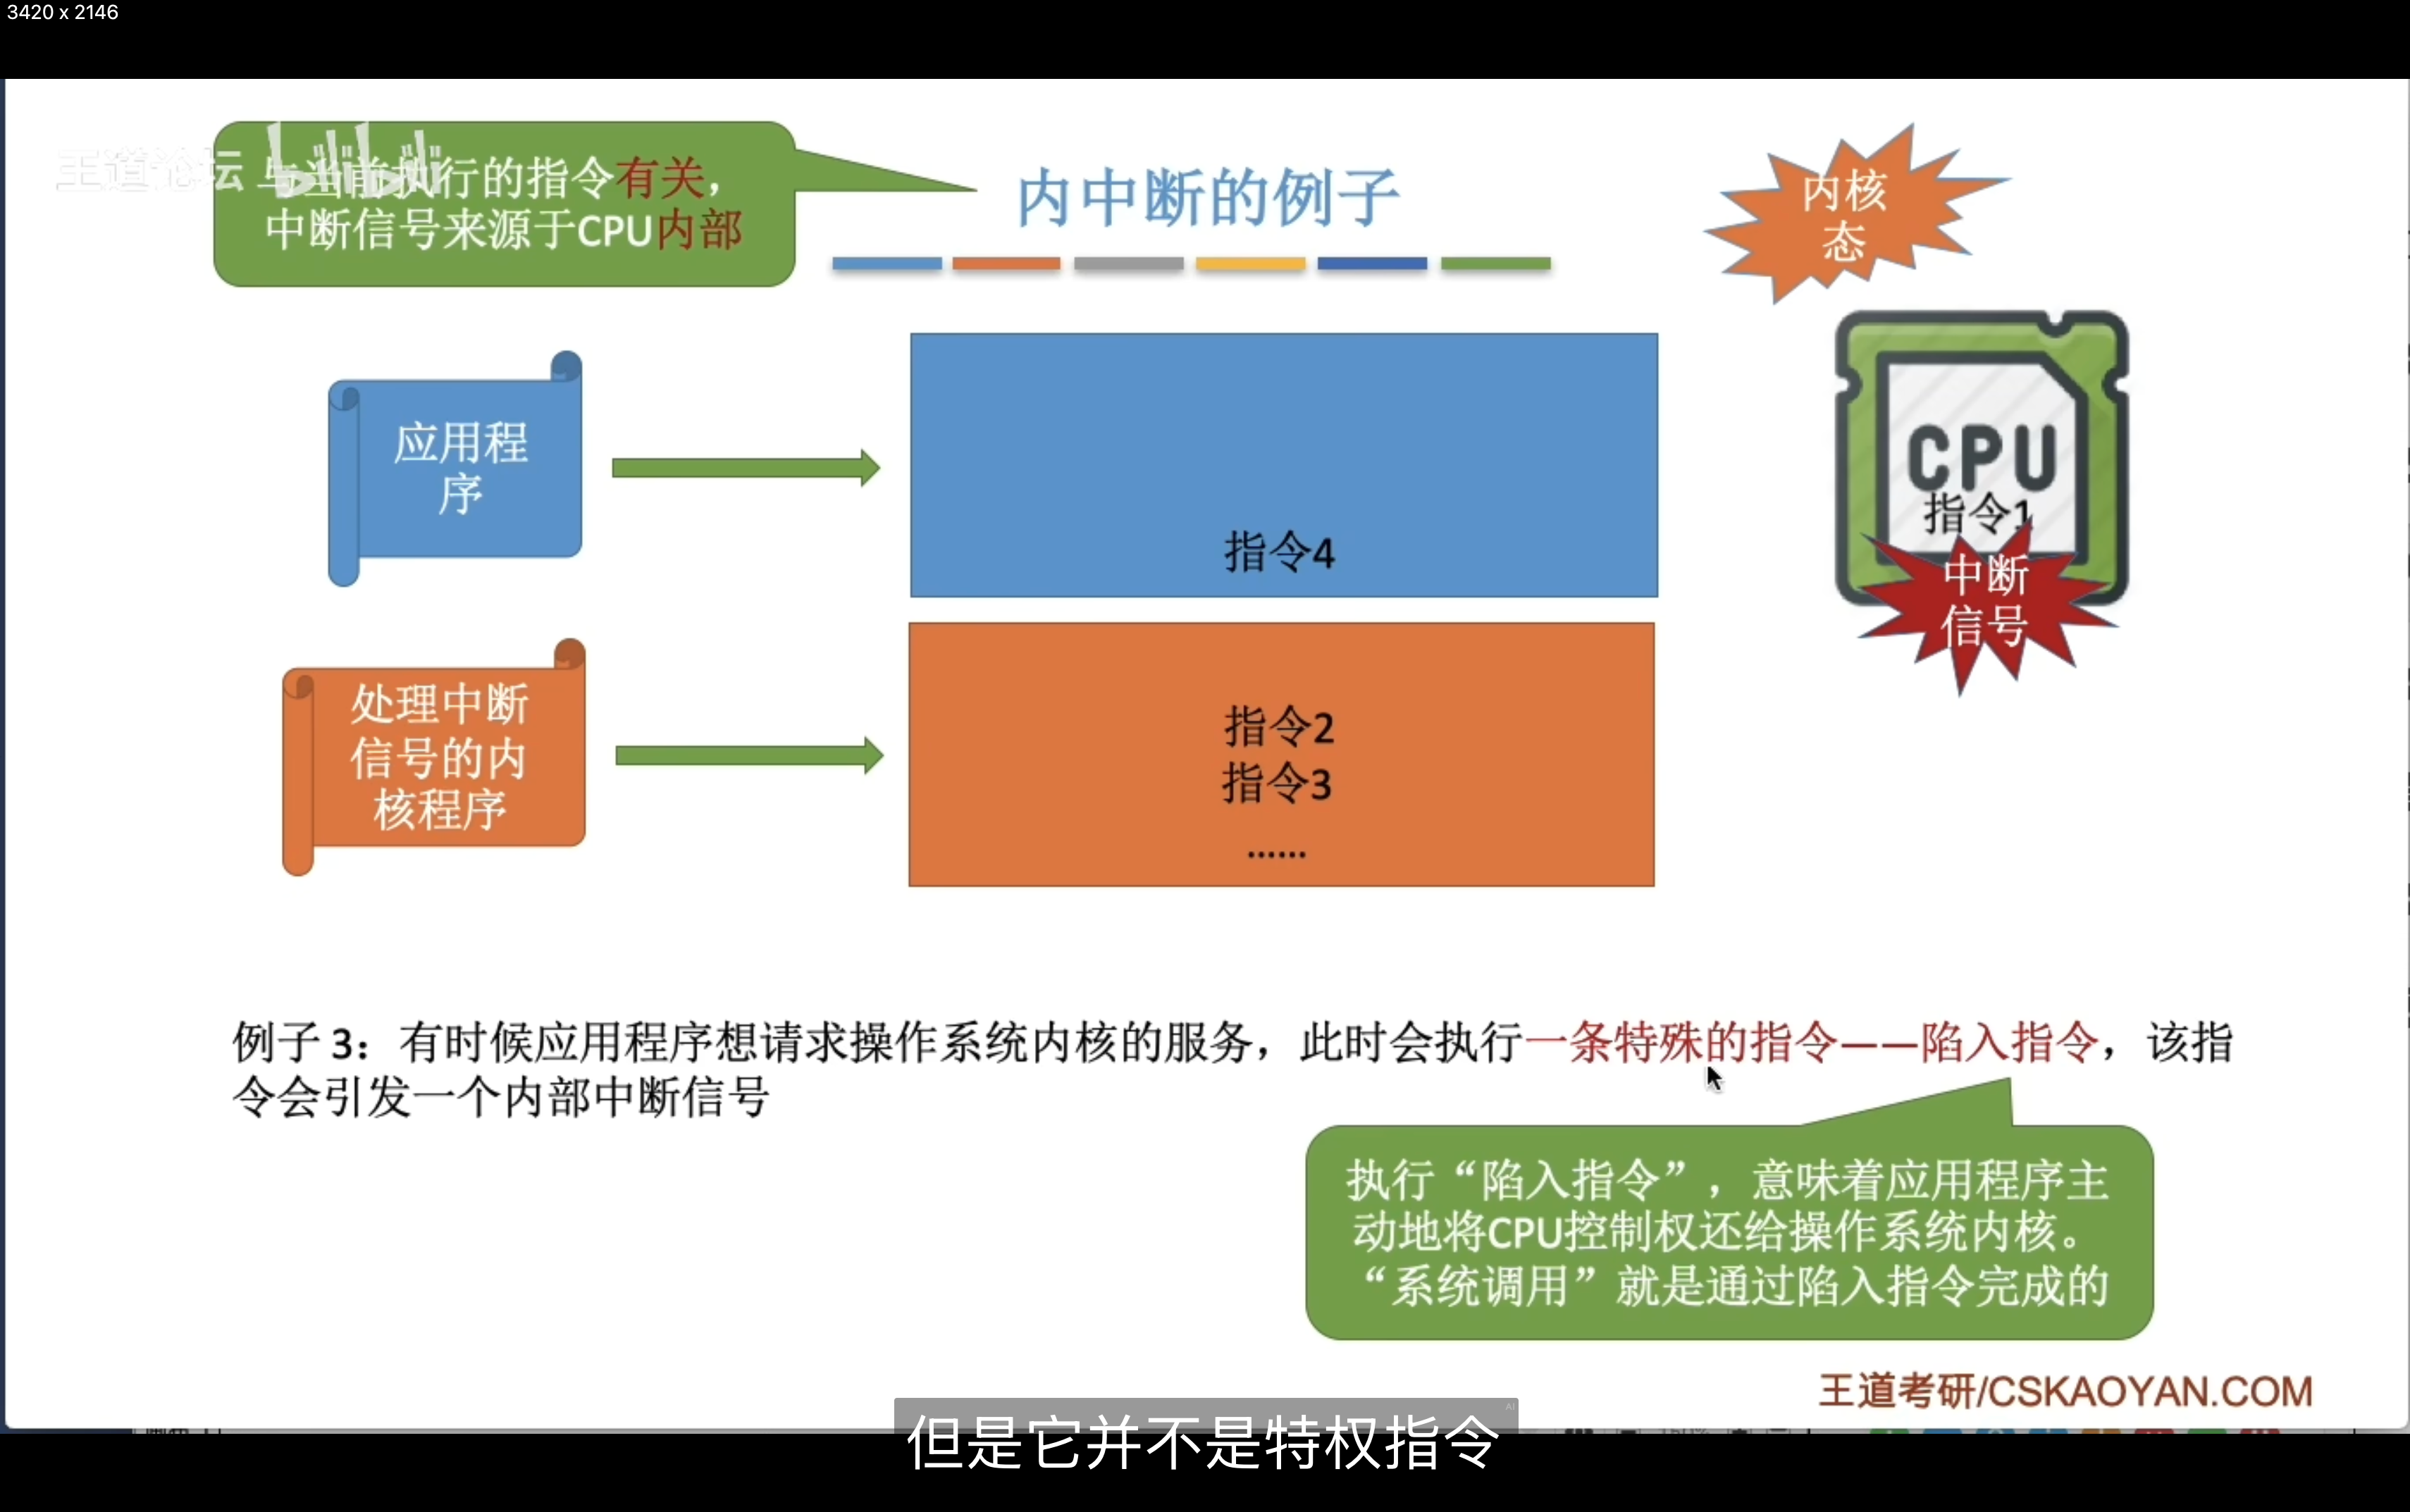 3420 x 2146
王道论坛
bilibili
与当前执行的指令有关，
中断信号来源于CPU内部
内中断的例子
内核
态
应用程
序
指令4
CPU
指令1
中断
信号
处理中断
信号的内
核程序
指令2
指令3
......
例子 3：有时候应用程序想请求操作系统内核的服务，此时会执行一条特殊的指令——陷入指令，该指
令会引发一个内部中断信号
执行“陷入指令”，意味着应用程序主
动地将CPU控制权还给操作系统内核。
“系统调用”就是通过陷入指令完成的
王道考研/CSKAOYAN.COM
AI
但是它并不是特权指令